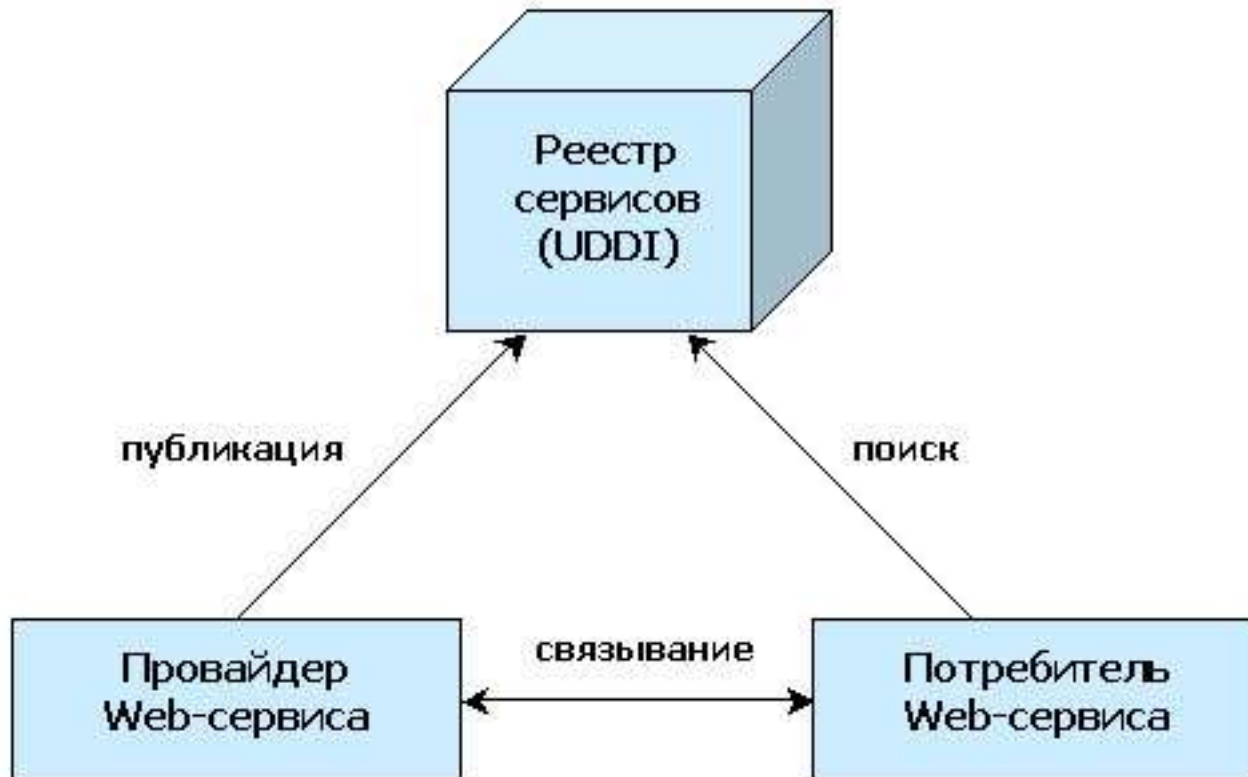 Реестр
сервисов
(UDDI)
публикация
поиск
связывание
Провайдер
Web-сервиса
Потребитель
Web-сервиса